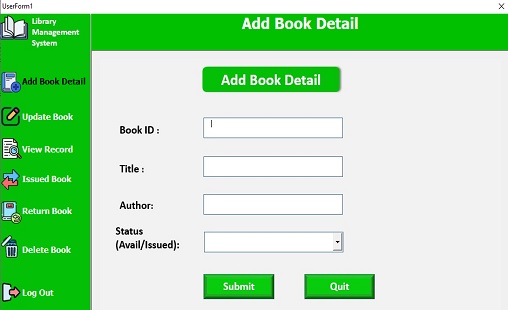 UserForm1
Library
Management
System
Add Book Detail
Add Book Detail
Update Book
View Record
Issued Book
Return Book
Delete Book
Log Out
Add Book Detail
Book ID :
Title :
Author:
Status
(Avail/Issued):
Submit
Quit